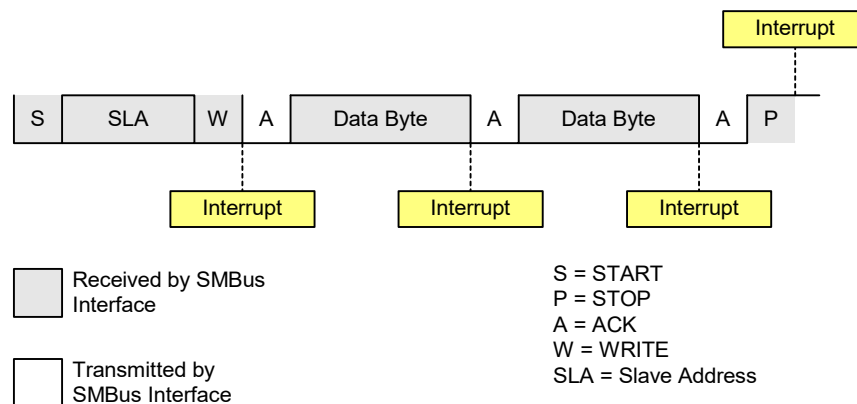 Interrupt
S SLA W A Data Byte A Data Byte A P
Interrupt Interrupt Interrupt
Received by SMBus
Interface
Transmitted by
SMBus Interface
S = START
P = STOP
A = ACK
W = WRITE
SLA = Slave Address